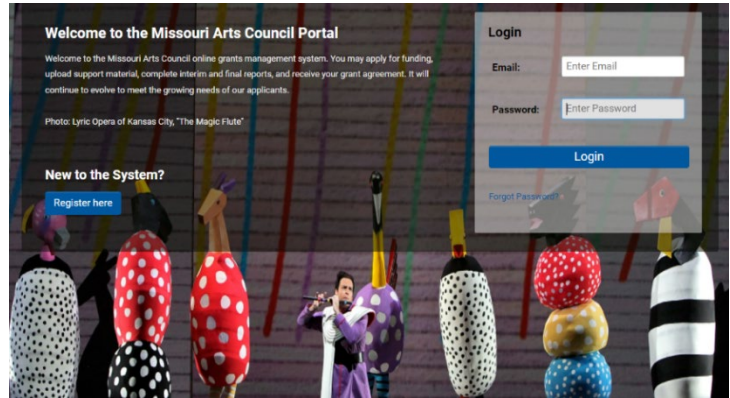 Welcome to the Missouri Arts Council Portal
Welcome to the Missouri Arts Council online grants management system. You may apply for funding,
upload support material, complete interim and final reports, and receive your grant agreement. It will
continue to evolve to meet the growing needs of our applicants.
Photo: Lyric Opera of Kansas City, "The Magic Flute"
New to the System?
Register here
Login
Email:
Enter Email
Password:
Enter Password
Login
Forgot Password?